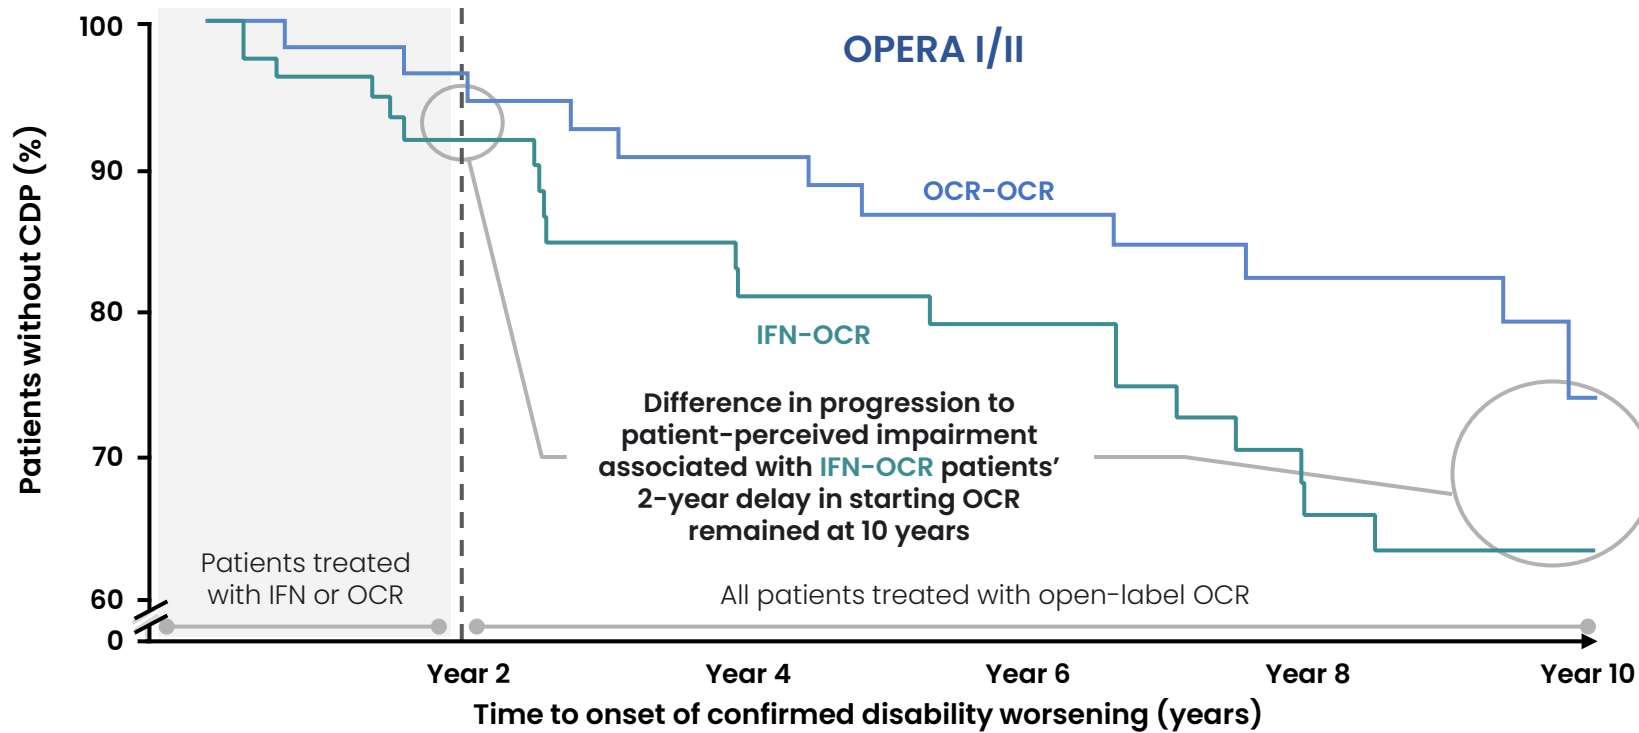 OPERA I/II
Patients without CDP (%)
100
90
80
70
60
0
OCR-OCR
IFN-OCR
Difference in progression to
patient-perceived impairment
associated with IFN-OCR patients’
2-year delay in starting OCR
remained at 10 years
Patients treated
with IFN or OCR
All patients treated with open-label OCR
Year 2
Year 4
Year 6
Year 8
Year 10
Time to onset of confirmed disability worsening (years)